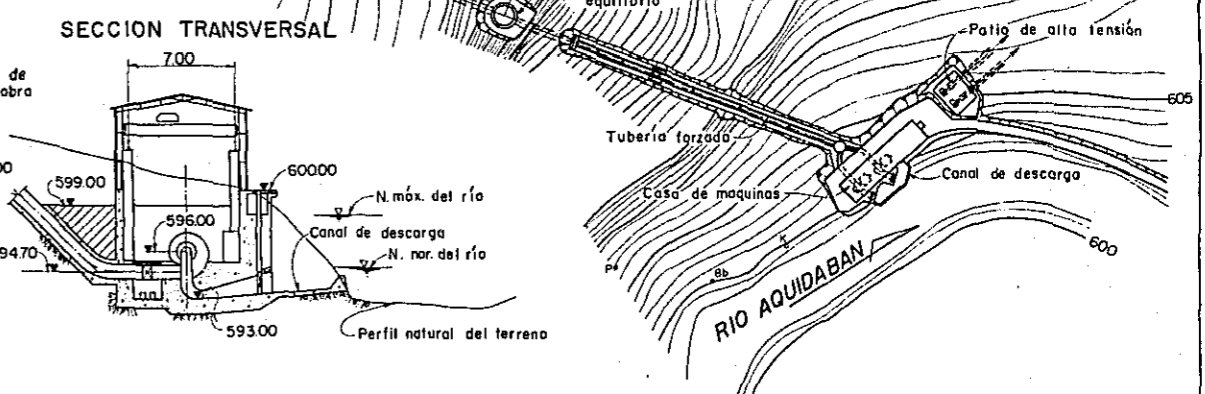 SECCION TRANSVERSAL
7.00
de
obra
599.00
600.00
N. máx. del río
Canal de descarga
596.00
N. nor. del río
94.70
593.00
Perfil natural del terreno
equilibrio
Patio de alta tensión
605
Tubería forzada
Casa de maquinas
Canal de descarga
600
RIO AQUIDABAN